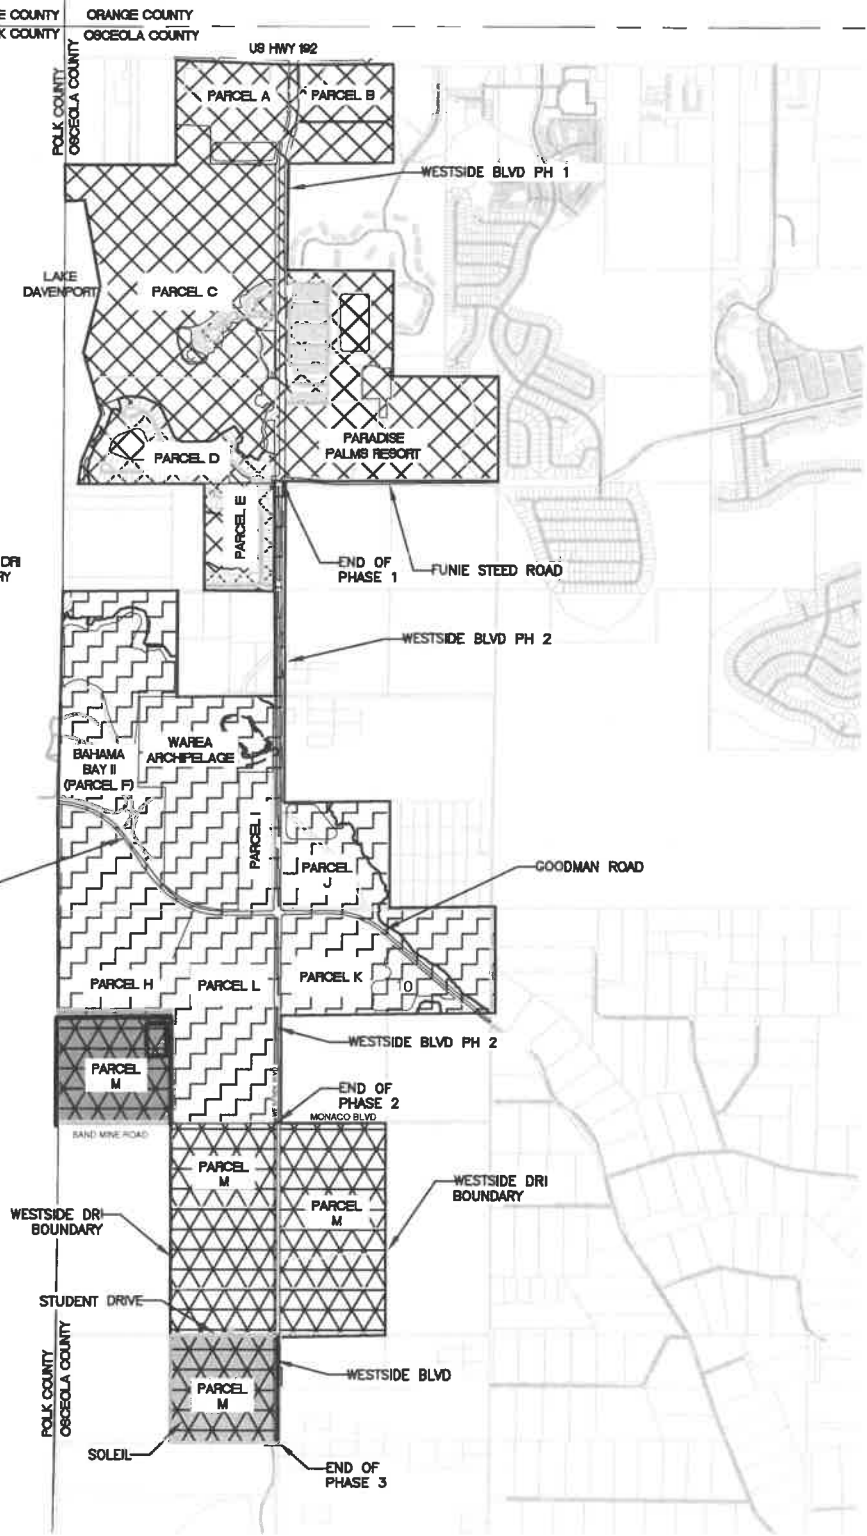 E COUNTY
ORANGE COUNTY
K COUNTY
OSCEOLA COUNTY
US HWY 192
POLK COUNTY
OSCEOLA COUNTY
PARCEL A
PARCEL B
WESTSIDE BLVD PH 1
LAKE
DAVENPORT
PARCEL C
PARADISE
PALMS RESORT
PARCEL D
PARCEL E
DRI
RY
END OF
PHASE 1
FUNIE STEED ROAD
WESTSIDE BLVD PH 2
WAREA
ARCHIPELAGE
BAHAMA
BAY II
(PARCEL F)
PARCEL I
PARCEL
J
GOODMAN ROAD
PARCEL H
PARCEL L
PARCEL K
O
WESTSIDE BLVD PH 2
PARCEL
M
END OF
PHASE 2
MONACO BLVD
SAND MINE ROAD
PARCEL
M
WESTSIDE DRI
BOUNDARY
PARCEL
M
WESTSIDE DRI
BOUNDARY
STUDENT DRIVE
POLK COUNTY
OSCEOLA COUNTY
WESTSIDE BLVD
PARCEL
M
SOLEIL
END OF
PHASE 3